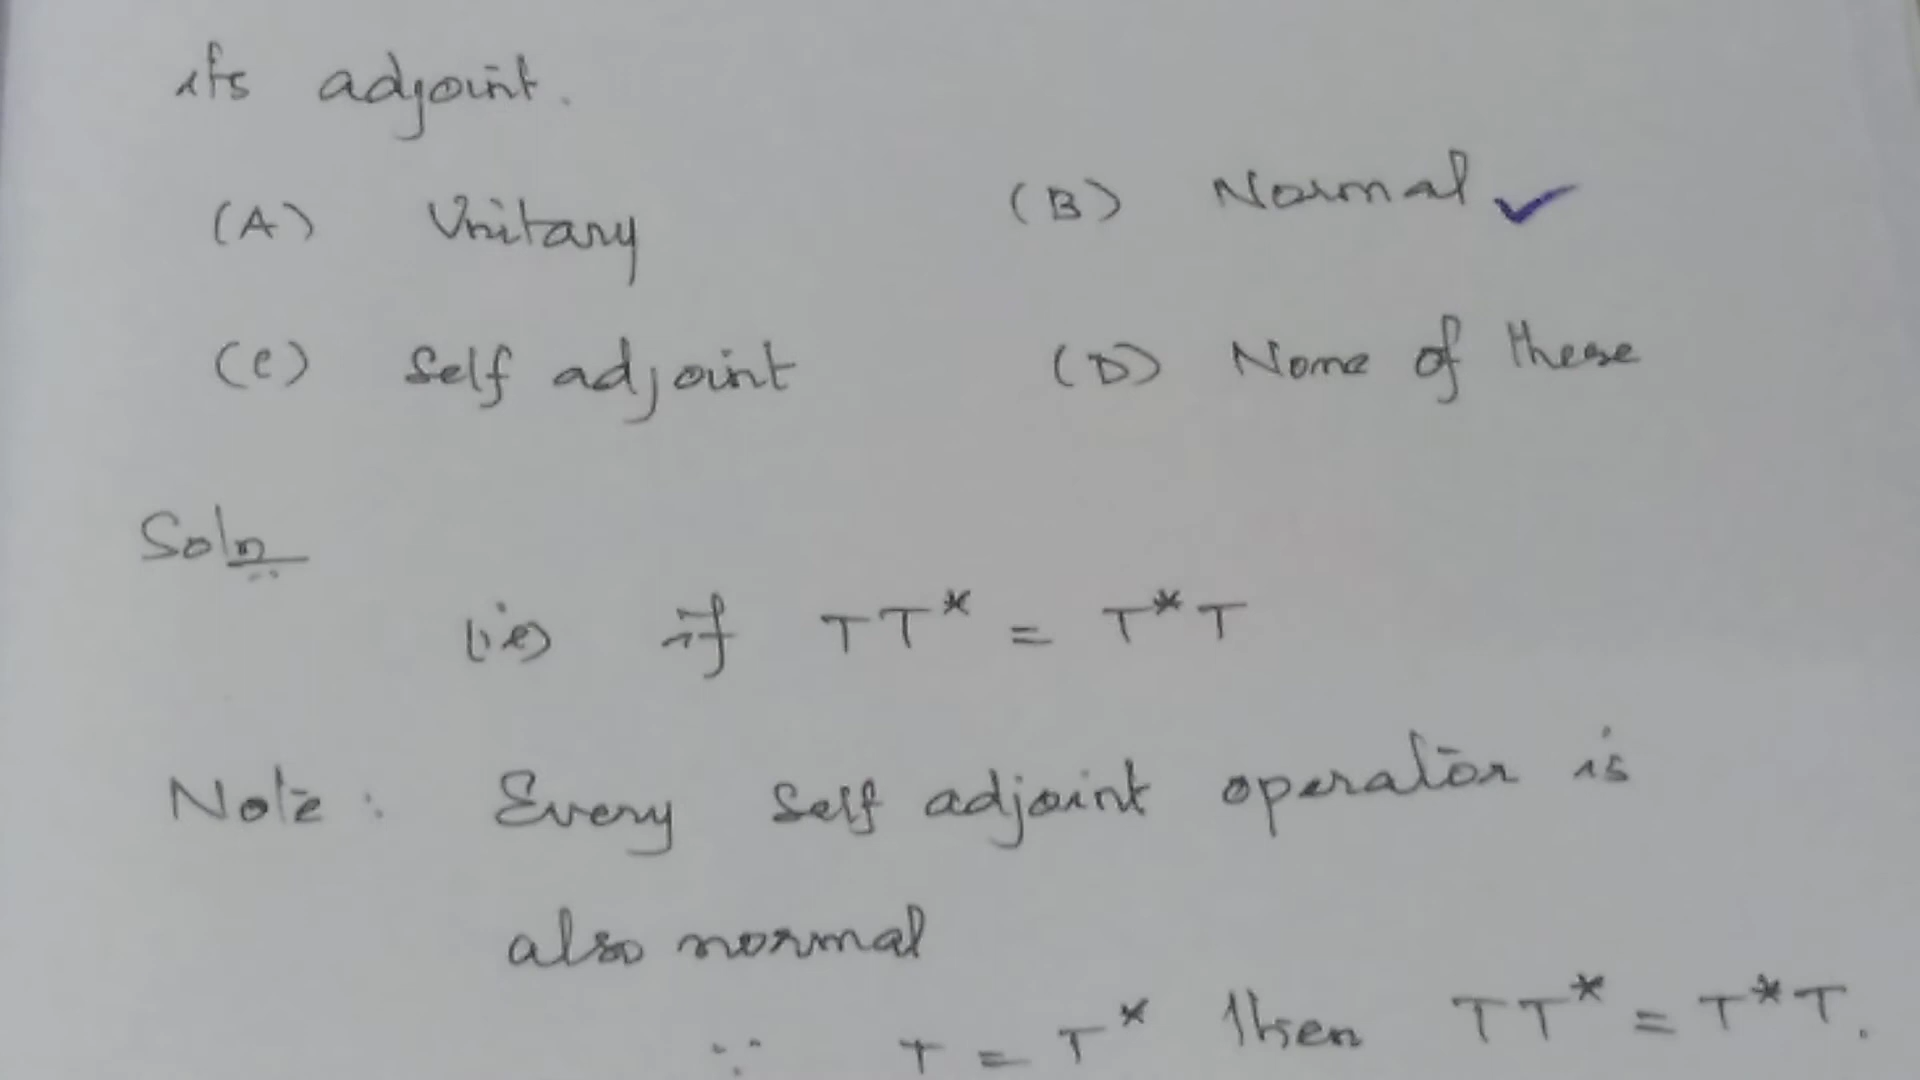 its adjoint.
(A) Unitary (B) Normal ✓
(C) Self adjoint (D) None of these
Soln
(ie) if TT* = T*T
Note : Every Self adjoint operator is
also normal
∵ T = T* then TT* = T*T.